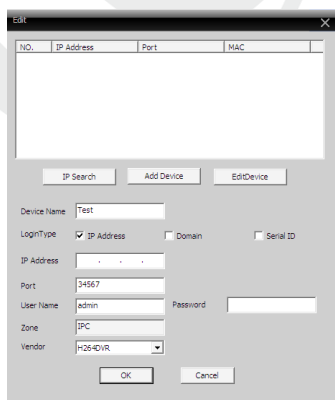 Edit
NO. IP Address Port MAC
IP Search Add Device EditDevice
Device Name Test
LoginType IP Address Domain Serial ID
IP Address . . .
Port 34567
User Name admin Password
Zone IPC
Vendor H264DVR
OK Cancel